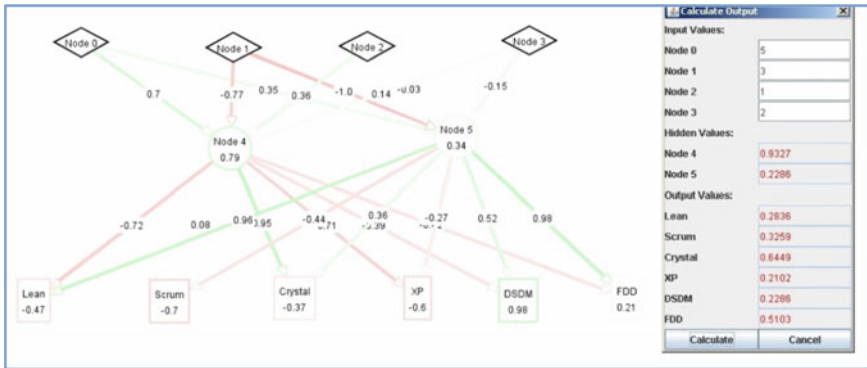 Calculate Output
Input Values:
Node 0 5
Node 1 3
Node 2 1
Node 3 2
Hidden Values:
Node 4 0.9327
Node 5 0.2286
Output Values:
Lean 0.2836
Scrum 0.3259
Crystal 0.6449
XP 0.2102
DSDM 0.2286
FDD 0.5103
Calculate Cancel
Node 0 Node 1 Node 2 Node 3
0.7 -0.77 0.35 0.36 -1.0 0.14 -0.03 -0.15
Node 4 Node 5
0.79 0.34
-0.72 0.08 0.96 0.95 -0.44 0.71 0.36 -0.27 0.52 0.98
Lean Scrum Crystal XP DSDM FDD
-0.47 -0.7 -0.37 -0.6 0.98 0.21